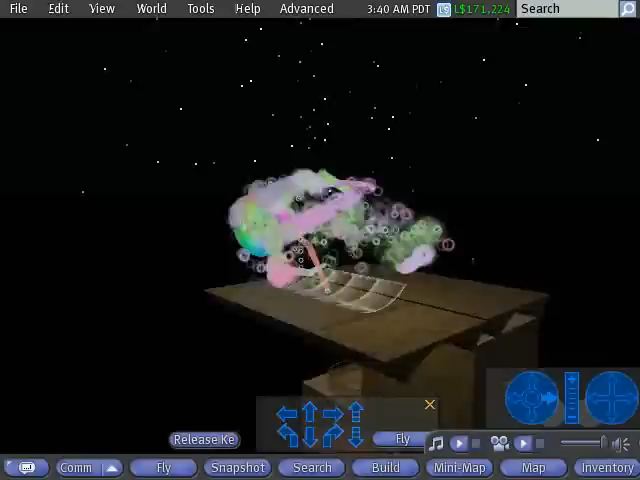 File Edit View World Tools Help Advanced 3:40 AM PDT L$ L$171,224 Search
Release Ke Fly
Comm Fly Snapshot Search Build Mini-Map Map Inventory